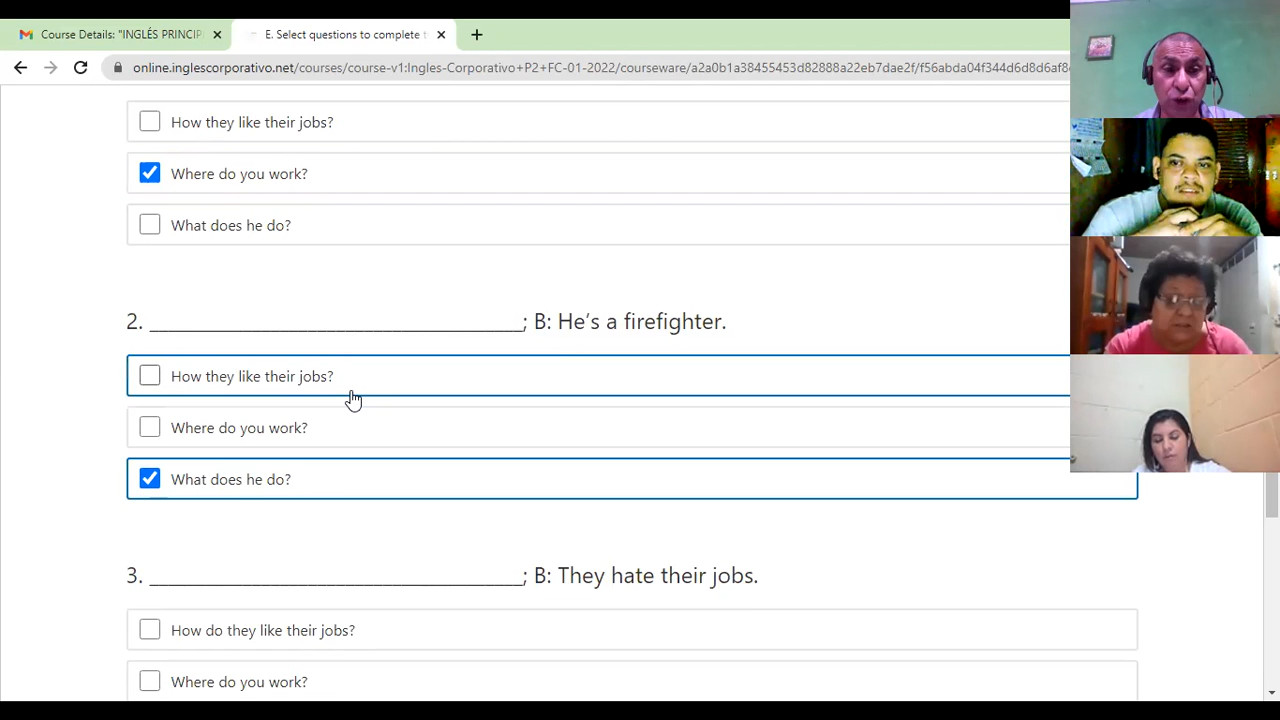 Course Details: "INGLÉS PRINCIP
E. Select questions to complete t
online.inglescorporativo.net/courses/course-v1:Ingles-Corporativo+P2+FC-01-2022/courseware/a2a0b1a38455453d82888a22eb7dae2f/f56abda04f344d6d8d6af8
How they like their jobs?
Where do you work?
What does he do?
2. ______________________________; B: He's a firefighter.
How they like their jobs?
Where do you work?
What does he do?
3. ______________________________; B: They hate their jobs.
How do they like their jobs?
Where do you work?